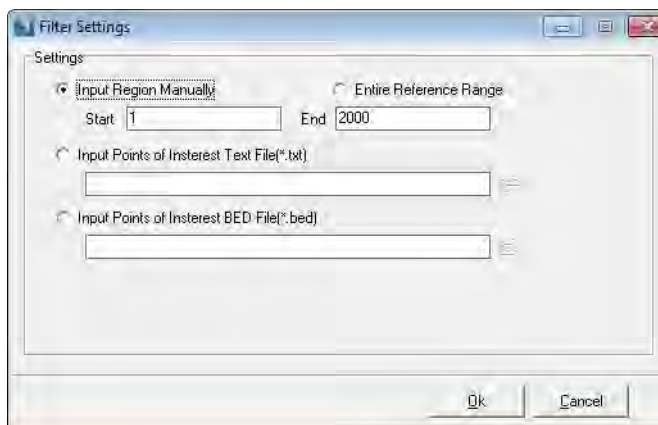 Filter Settings
Settings
Input Region Manually Entire Reference Range
Start 1 End 2000
Input Points of Insterest Text File(*.txt)
Input Points of Insterest BED File(*.bed)
Ok Cancel